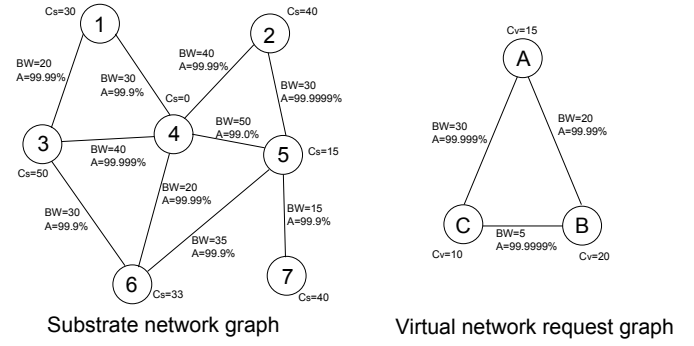 Cs=30
1
Cs=40
2
BW=20
A=99.99%
BW=30
A=99.9%
BW=40
A=99.99%
BW=30
A=99.9999%
Cs=0
4
3
Cs=50
BW=40
A=99.999%
BW=50
A=99.0%
5
Cs=15
BW=20
A=99.99%
BW=30
A=99.9%
BW=35
A=99.9%
BW=15
A=99.9%
6
Cs=33
7
Cs=40
Substrate network graph
Cv=15
A
BW=30
A=99.999%
BW=20
A=99.99%
C
Cv=10
BW=5
A=99.9999%
B
Cv=20
Virtual network request graph